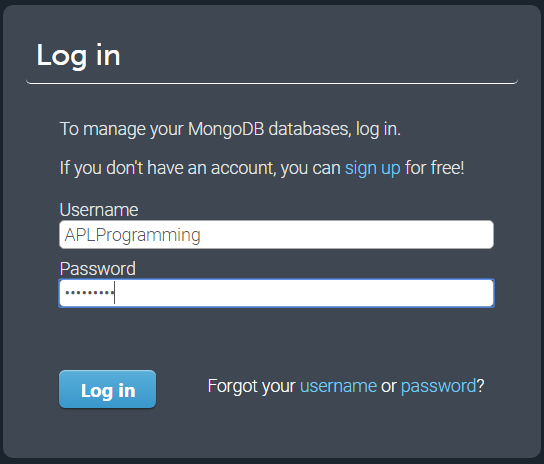 Log in
To manage your MongoDB databases, log in.
If you don't have an account, you can sign up for free!
Username
APLProgramming
Password
•••••••••
Log in
Forgot your username or password?